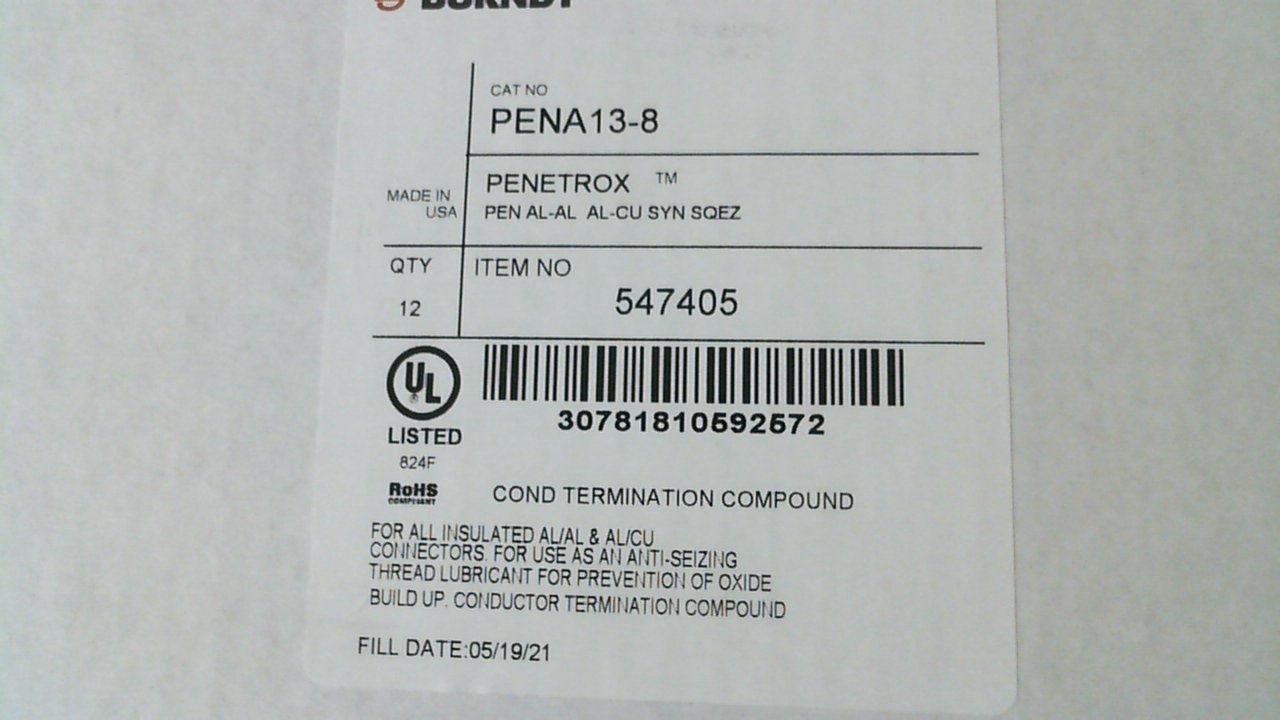 BURNDY
CAT NO
PENA13-8
MADE IN
USA
PENETROX ™
PEN AL-AL AL-CU SYN SQEZ
QTY
12
ITEM NO
547405
UL
®
LISTED
824F
RoHS
COMPLIANT
30781810592572
COND TERMINATION COMPOUND
FOR ALL INSULATED AL/AL & AL/CU
CONNECTORS. FOR USE AS AN ANTI-SEIZING
THREAD LUBRICANT FOR PREVENTION OF OXIDE
BUILD UP. CONDUCTOR TERMINATION COMPOUND
FILL DATE:05/19/21